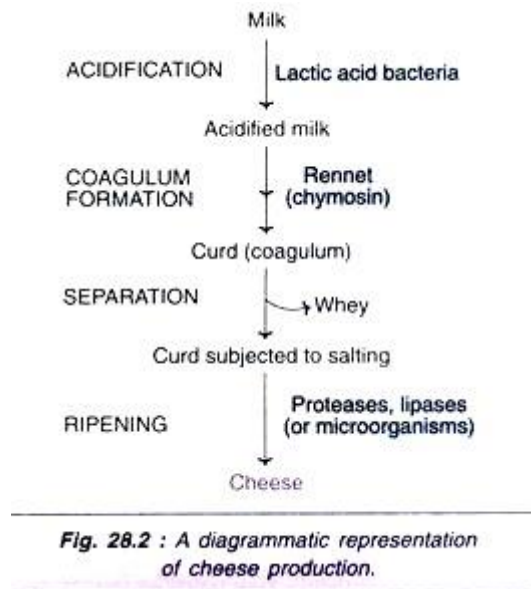 Milk
ACIDIFICATION Lactic acid bacteria
Acidified milk
COAGULUM Rennet
FORMATION (chymosin)
Curd (coagulum)
SEPARATION Whey
Curd subjected to salting
Proteases, lipases
RIPENING (or microorganisms)
Cheese
Fig. 28.2 : A diagrammatic representation
of cheese production.